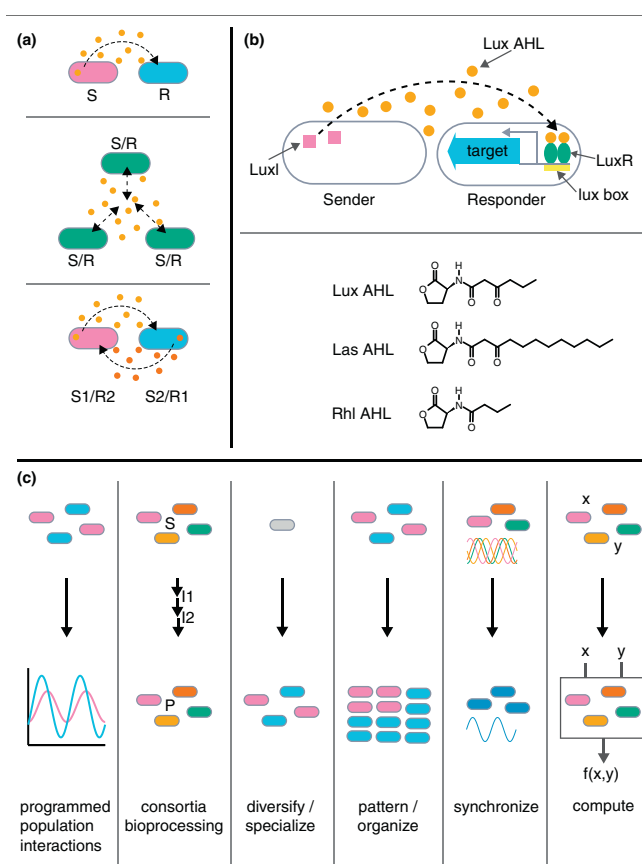 (a)
S
R
S/R
S/R
S/R
S1/R2
S2/R1
(b)
Lux AHL
LuxI
target
LuxR
lux box
Sender
Responder
Lux AHL
O
O
H
N
O
O
Las AHL
O
O
H
N
O
O
Rhl AHL
O
O
H
N
O
(c)
S
I1
I2
P
x
y
x
y
f(x,y)
programmed
population
interactions
consortia
bioprocessing
diversify /
specialize
pattern /
organize
synchronize
compute